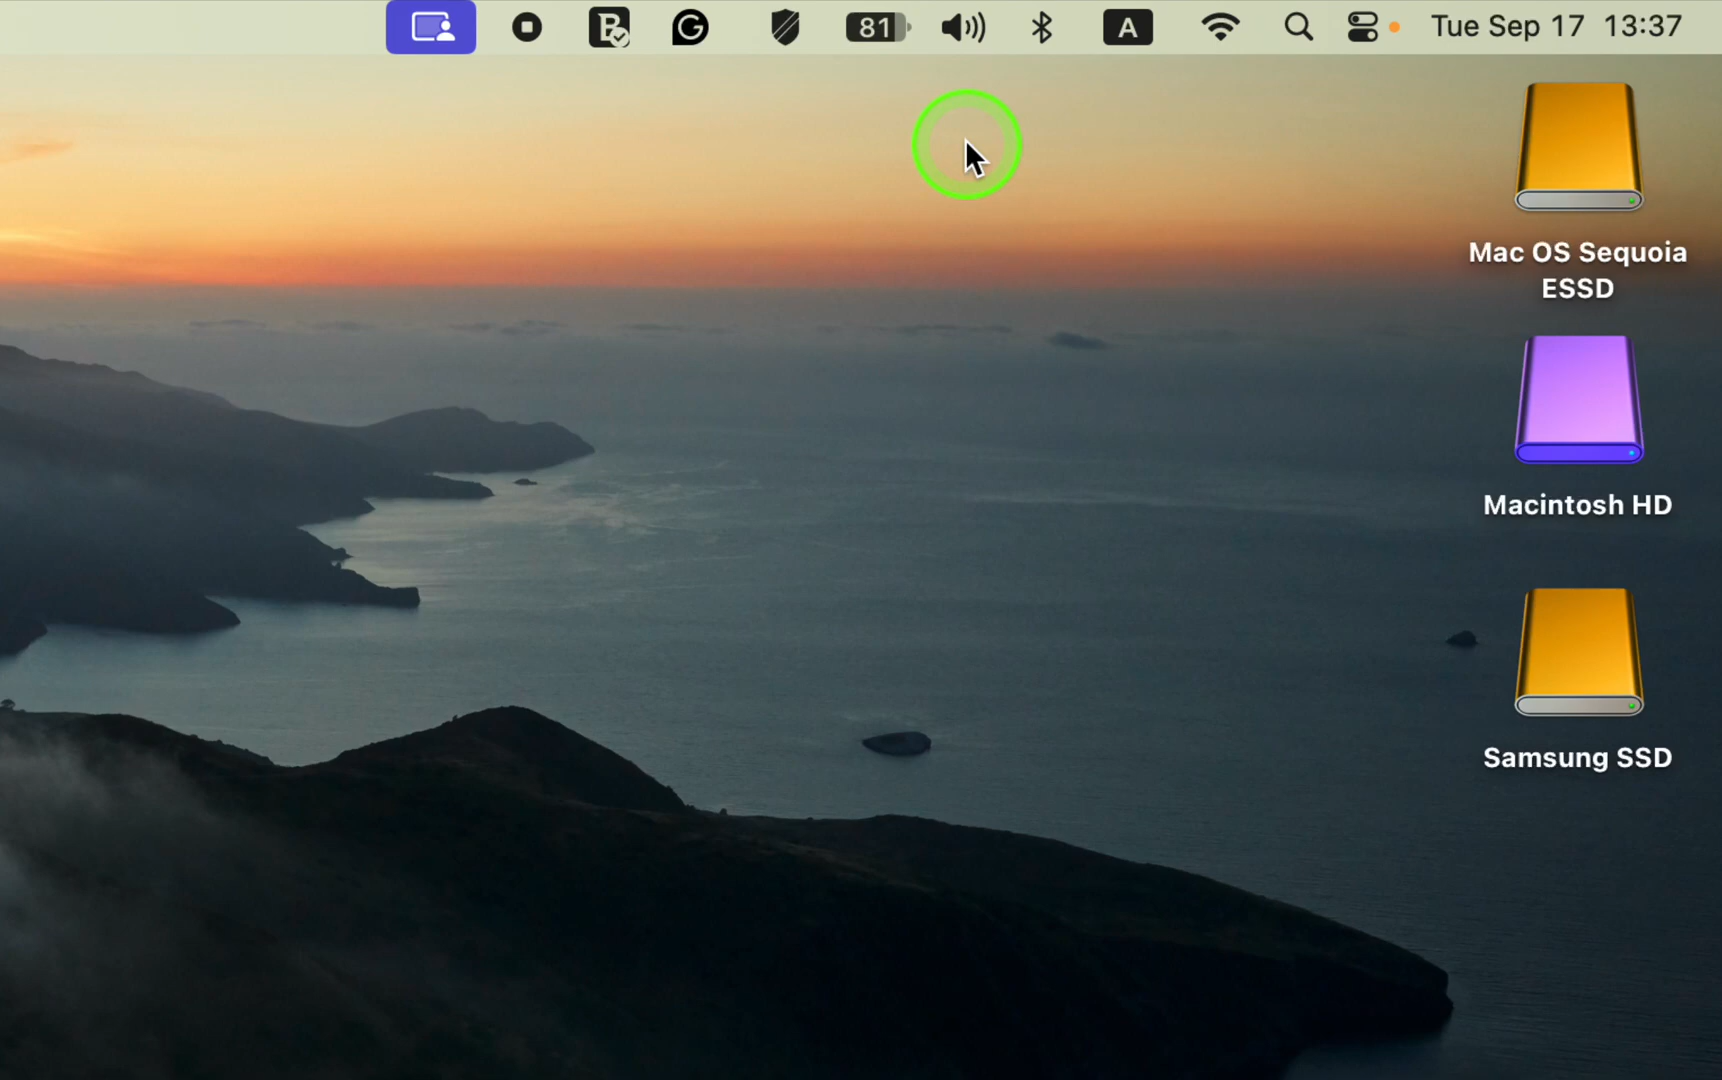 B
G
81
A
Tue Sep 17 13:37
Mac OS Sequoia
ESSD
Macintosh HD
Samsung SSD